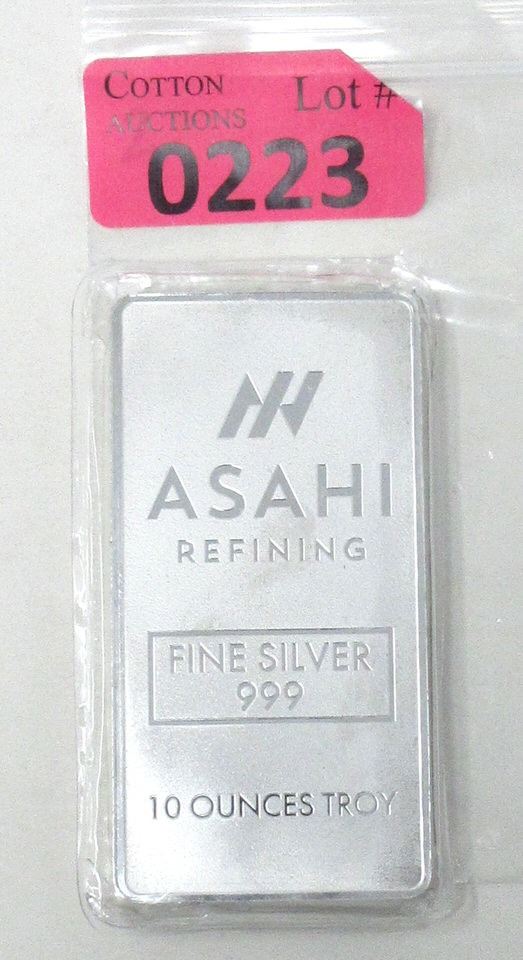 COTTON
AUCTIONS
Lot #
0223
ASAHI
REFINING
FINE SILVER
999
10 OUNCES TROY